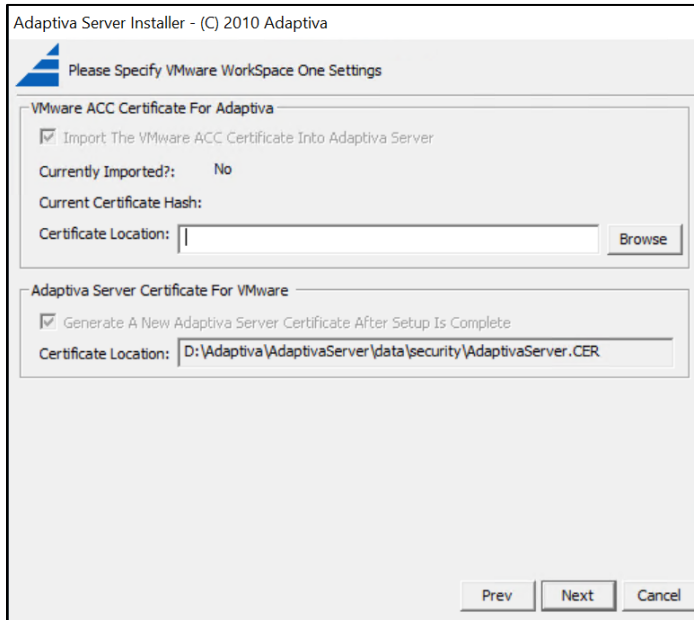 Adaptiva Server Installer - (C) 2010 Adaptiva
Please Specify VMware WorkSpace One Settings
VMware ACC Certificate For Adaptiva
Import The VMware ACC Certificate Into Adaptiva Server
Currently Imported?: No
Current Certificate Hash:
Certificate Location:
Browse
Adaptiva Server Certificate For VMware
Generate A New Adaptiva Server Certificate After Setup Is Complete
Certificate Location: D:\Adaptiva\AdaptivaServer\data\security\AdaptivaServer.CER
Prev Next Cancel